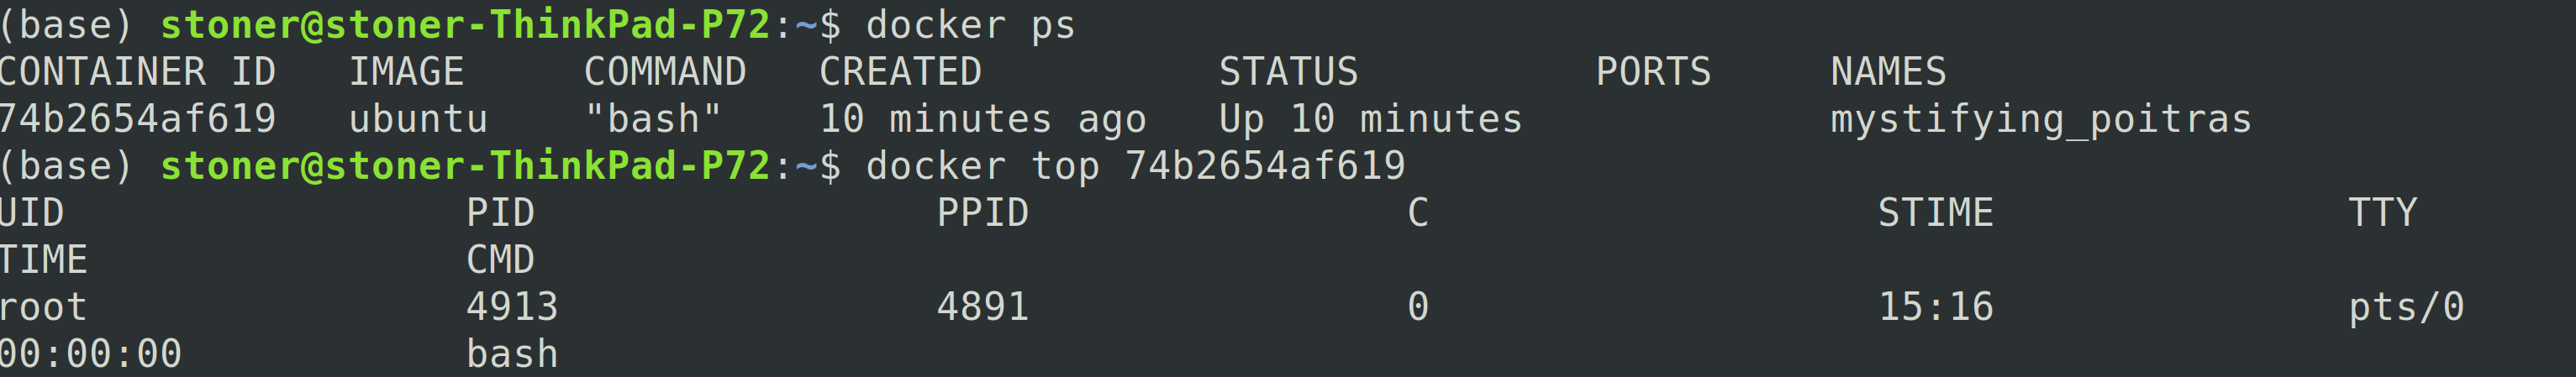 (base) stoner@stoner-ThinkPad-P72:~$ docker ps
CONTAINER ID   IMAGE     COMMAND   CREATED          STATUS          PORTS     NAMES
74b2654af619   ubuntu    "bash"    10 minutes ago   Up 10 minutes             mystifying_poitras
(base) stoner@stoner-ThinkPad-P72:~$ docker top 74b2654af619
UID                 PID                 PPID                C                   STIME               TTY
TIME                CMD
root                4913                4891                0                   15:16               pts/0
00:00:00            bash